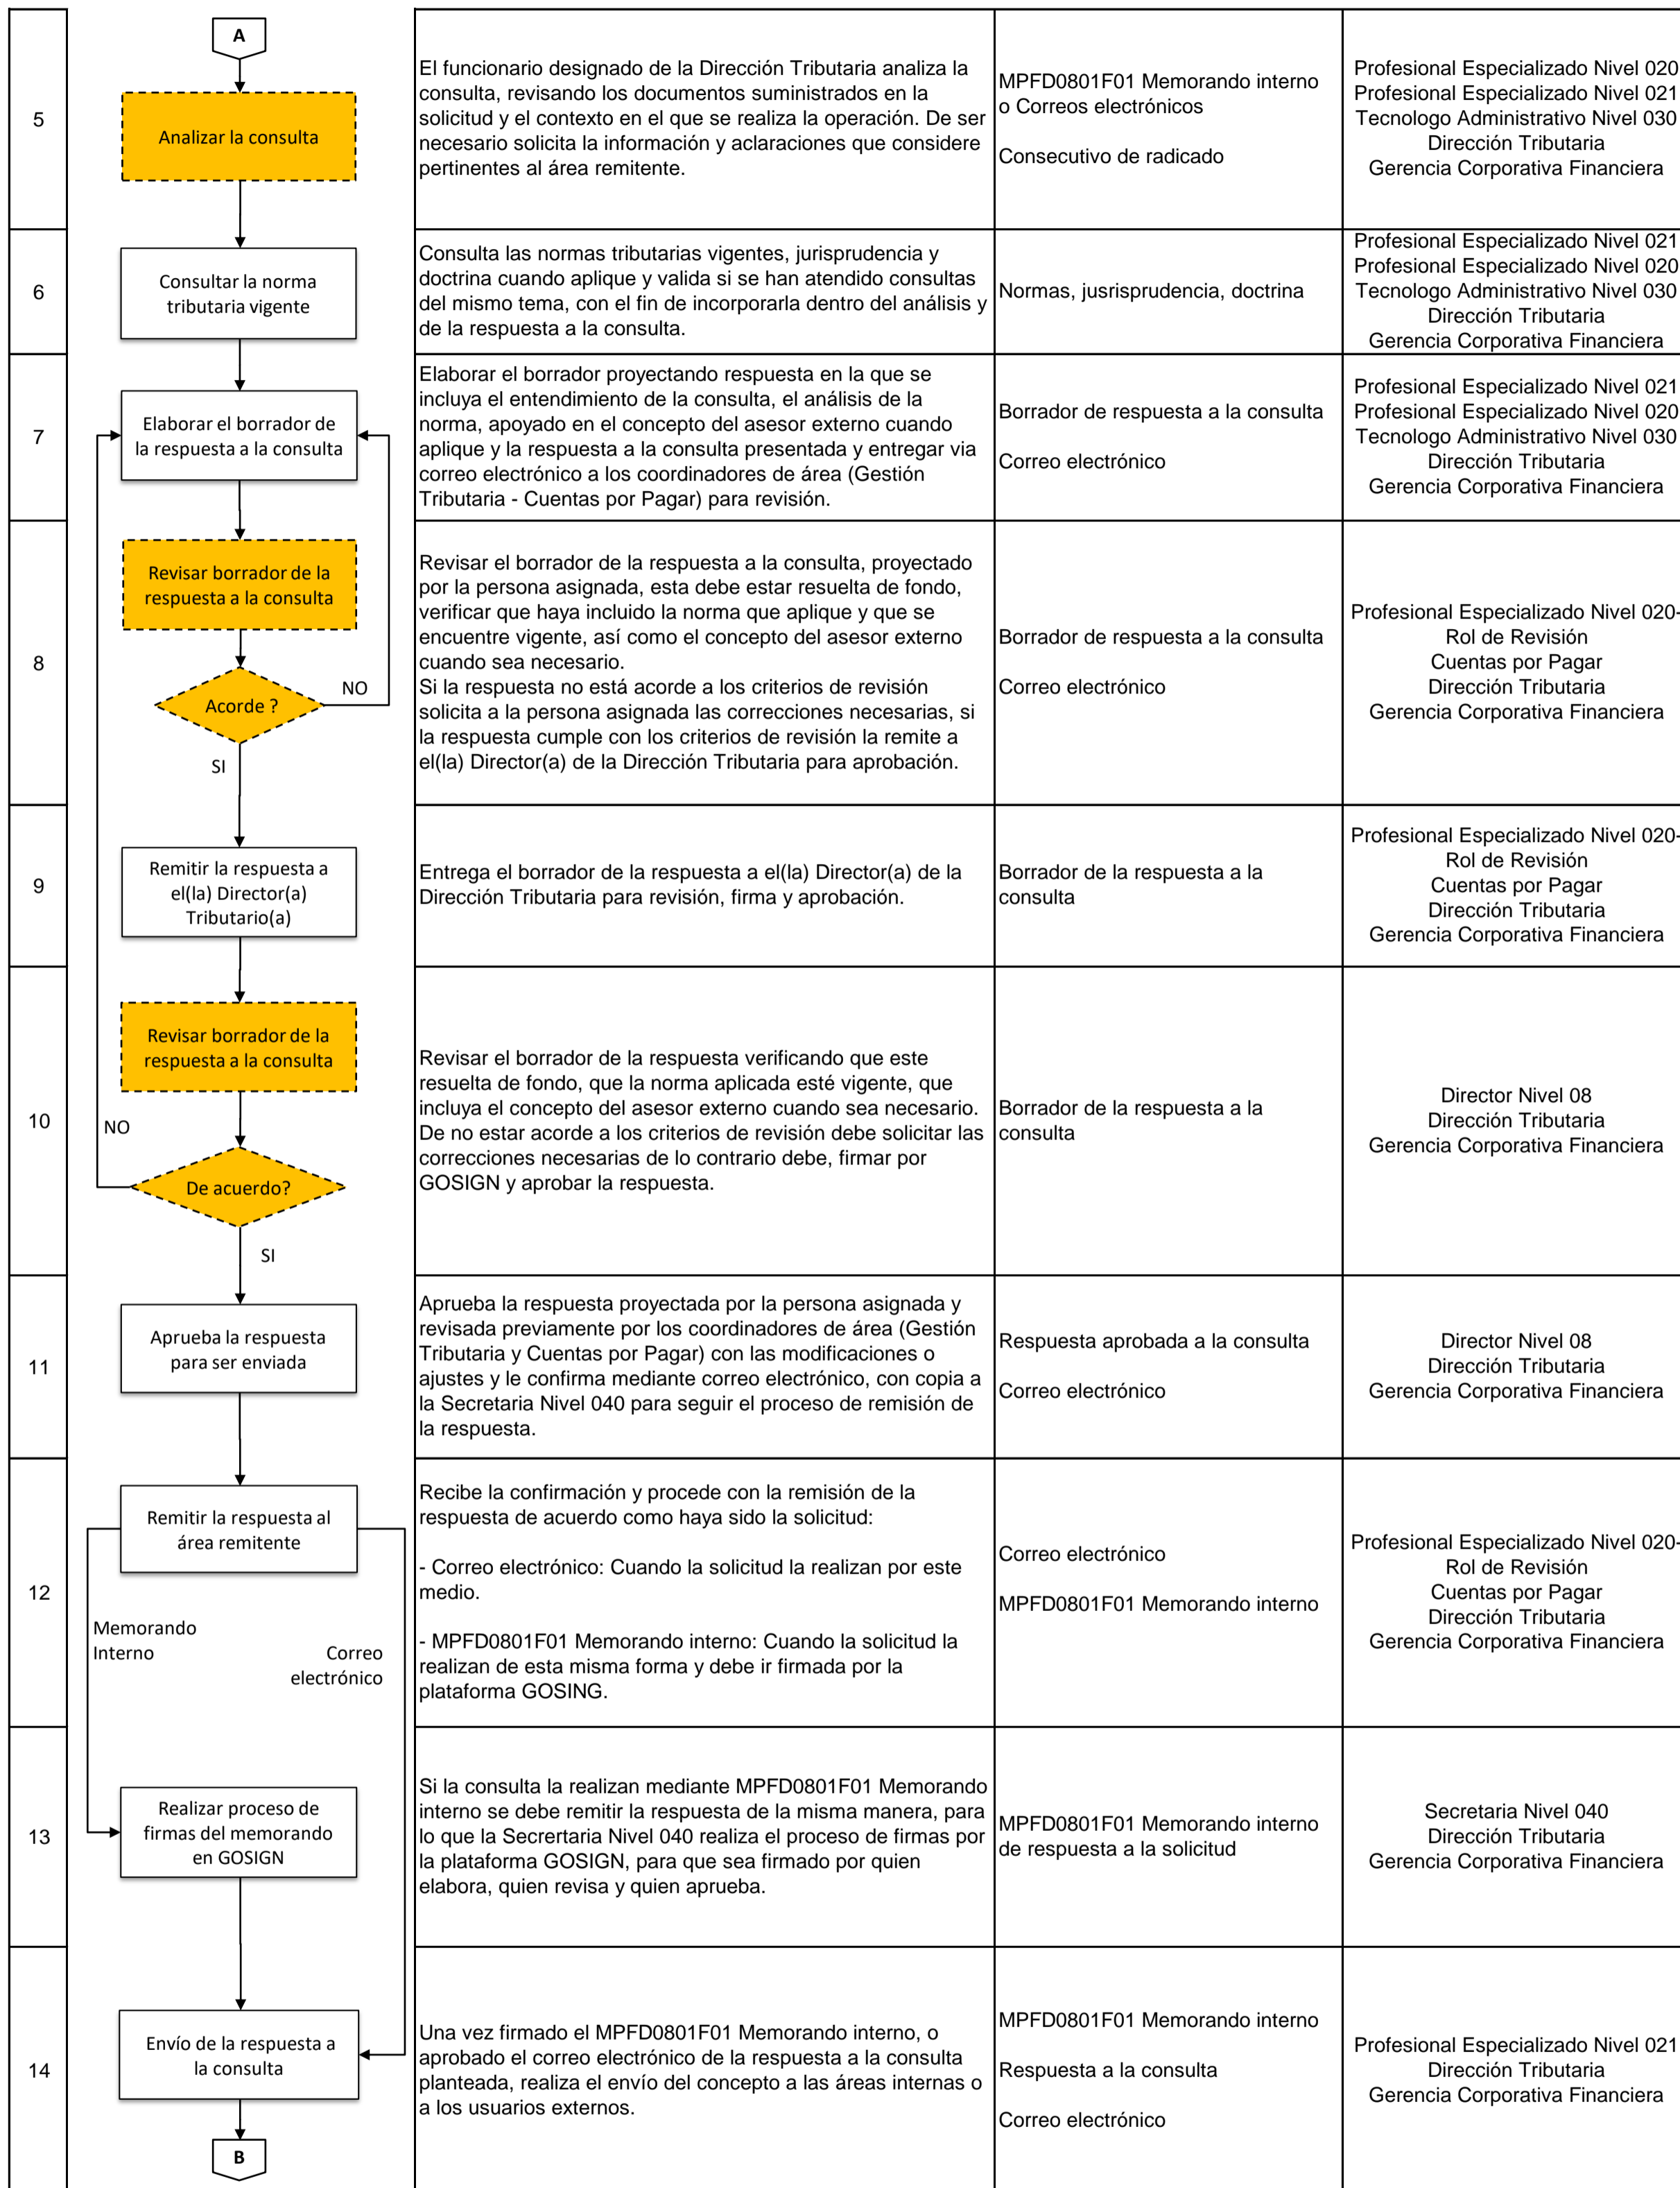 A
5
Analizar la consulta
El funcionario designado de la Dirección Tributaria analiza la
consulta, revisando los documentos suministrados en la
solicitud y el contexto en el que se realiza la operación. De ser
necesario solicita la información y aclaraciones que considere
pertinentes al área remitente.
MPFD0801F01 Memorando interno
o Correos electrónicos
Consecutivo de radicado
Profesional Especializado Nivel 020
Profesional Especializado Nivel 021
Tecnologo Administrativo Nivel 030
Dirección Tributaria
Gerencia Corporativa Financiera
6
Consultar la norma
tributaria vigente
Consulta las normas tributarias vigentes, jurisprudencia y
doctrina cuando aplique y valida si se han atendido consultas
del mismo tema, con el fin de incorporarla dentro del análisis y
de la respuesta a la consulta.
Normas, jusrisprudencia, doctrina
Profesional Especializado Nivel 021
Profesional Especializado Nivel 020
Tecnologo Administrativo Nivel 030
Dirección Tributaria
Gerencia Corporativa Financiera
7
Elaborar el borrador de
la respuesta a la consulta
Elaborar el borrador proyectando respuesta en la que se
incluya el entendimiento de la consulta, el análisis de la
norma, apoyado en el concepto del asesor externo cuando
aplique y la respuesta a la consulta presentada y entregar via
correo electrónico a los coordinadores de área (Gestión
Tributaria - Cuentas por Pagar) para revisión.
Borrador de respuesta a la consulta
Correo electrónico
Profesional Especializado Nivel 021
Profesional Especializado Nivel 020
Tecnologo Administrativo Nivel 030
Dirección Tributaria
Gerencia Corporativa Financiera
8
Revisar borrador de la
respuesta a la consulta
Acorde ?
NO
SI
Revisar el borrador de la respuesta a la consulta, proyectado
por la persona asignada, esta debe estar resuelta de fondo,
verificar que haya incluido la norma que aplique y que se
encuentre vigente, así como el concepto del asesor externo
cuando sea necesario.
Si la respuesta no está acorde a los criterios de revisión
solicita a la persona asignada las correcciones necesarias, si
la respuesta cumple con los criterios de revisión la remite a
el(la) Director(a) de la Dirección Tributaria para aprobación.
Borrador de respuesta a la consulta
Correo electrónico
Profesional Especializado Nivel 020-
Rol de Revisión
Cuentas por Pagar
Dirección Tributaria
Gerencia Corporativa Financiera
9
Remitir la respuesta a
el(la) Director(a)
Tributario(a)
Entrega el borrador de la respuesta a el(la) Director(a) de la
Dirección Tributaria para revisión, firma y aprobación.
Borrador de la respuesta a la
consulta
Profesional Especializado Nivel 020-
Rol de Revisión
Cuentas por Pagar
Dirección Tributaria
Gerencia Corporativa Financiera
10
Revisar borrador de la
respuesta a la consulta
NO
De acuerdo?
SI
Revisar el borrador de la respuesta verificando que este
resuelta de fondo, que la norma aplicada esté vigente, que
incluya el concepto del asesor externo cuando sea necesario.
De no estar acorde a los criterios de revisión debe solicitar las
correcciones necesarias de lo contrario debe, firmar por
GOSIGN y aprobar la respuesta.
Borrador de la respuesta a la
consulta
Director Nivel 08
Dirección Tributaria
Gerencia Corporativa Financiera
11
Aprueba la respuesta
para ser enviada
Aprueba la respuesta proyectada por la persona asignada y
revisada previamente por los coordinadores de área (Gestión
Tributaria y Cuentas por Pagar) con las modificaciones o
ajustes y le confirma mediante correo electrónico, con copia a
la Secretaria Nivel 040 para seguir el proceso de remisión de
la respuesta.
Respuesta aprobada a la consulta
Correo electrónico
Director Nivel 08
Dirección Tributaria
Gerencia Corporativa Financiera
12
Remitir la respuesta al
área remitente
Memorando
Interno
Correo
electrónico
Recibe la confirmación y procede con la remisión de la
respuesta de acuerdo como haya sido la solicitud:
- Correo electrónico: Cuando la solicitud la realizan por este
medio.
- MPFD0801F01 Memorando interno: Cuando la solicitud la
realizan de esta misma forma y debe ir firmada por la
plataforma GOSING.
Correo electrónico
MPFD0801F01 Memorando interno
Profesional Especializado Nivel 020-
Rol de Revisión
Cuentas por Pagar
Dirección Tributaria
Gerencia Corporativa Financiera
13
Realizar proceso de
firmas del memorando
en GOSIGN
Si la consulta la realizan mediante MPFD0801F01 Memorando
interno se debe remitir la respuesta de la misma manera, para
lo que la Secrertaria Nivel 040 realiza el proceso de firmas por
la plataforma GOSIGN, para que sea firmado por quien
elabora, quien revisa y quien aprueba.
MPFD0801F01 Memorando interno
de respuesta a la solicitud
Secretaria Nivel 040
Dirección Tributaria
Gerencia Corporativa Financiera
14
Envío de la respuesta a
la consulta
B
Una vez firmado el MPFD0801F01 Memorando interno, o
aprobado el correo electrónico de la respuesta a la consulta
planteada, realiza el envío del concepto a las áreas internas o
a los usuarios externos.
MPFD0801F01 Memorando interno
Respuesta a la consulta
Correo electrónico
Profesional Especializado Nivel 021
Dirección Tributaria
Gerencia Corporativa Financiera